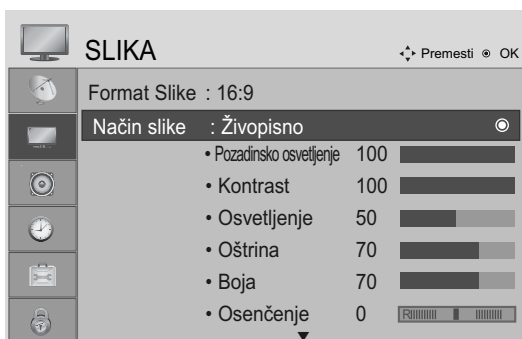 SLIKA Premesti OK
Format Slike : 16:9
Način slike : Živopisno
• Pozadinsko osvetljenje 100
• Kontrast 100
• Osvetljenje 50
• Oštrina 70
• Boja 70
• Osenčenje 0 R